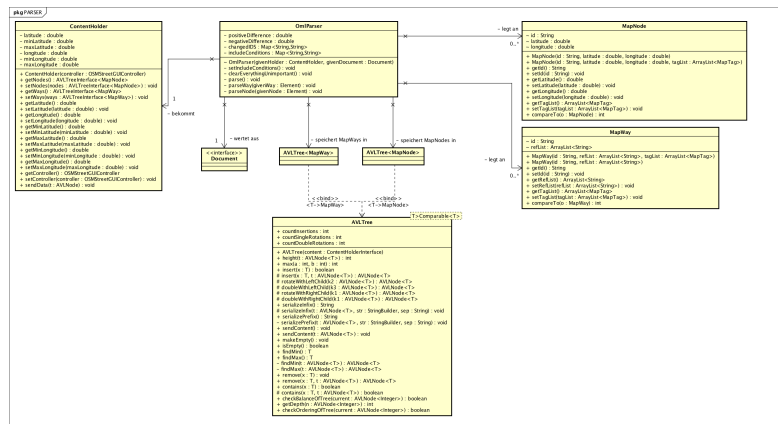 pkg PARSER
ContentHolder
- latitude : double
- minLatitude : double
- maxLatitude : double
- longitude : double
- minLongitude : double
- maxLongitude : double
+ ContentHolder(controller : OSMStreetGUIController)
+ getNodes() : AVLTreeInterface<MapNode>
+ setNodes(nodes : AVLTreeInterface<MapNode>) : void
+ getWays() : AVLTreeInterface<MapWay>
+ setWays(ways : AVLTreeInterface<MapWay>) : void
+ getLatitude() : double
+ setLatitude(latitude : double) : void
+ getLongitude() : double
+ setLongitude(longitude : double) : void
+ getMinLatitude() : double
+ setMinLatitude(minLatitude : double) : void
+ getMaxLatitude() : double
+ setMaxLatitude(maxLatitude : double) : void
+ getMinLongitude() : double
+ setMinLongitude(minLongitude : double) : void
+ getMaxLongitude() : double
+ setMaxLongitude(maxLongitude : double) : void
+ getController() : OSMStreetGUIController
+ setController(controller : OSMStreetGUIController) : void
+ sendData() : AVLNode) : void
OmlParser
- positiveDifference : double
- negativeDifference : double
- changedIDS : Map<String,String>
- includeConditions : Map<String,String>
- OmlParser(givenHolder : ContentHolder, givenDocument : Document)
- setIncludeConditions() : void
- clearEverythingUnimportant() : void
+ parse() : void
- parseWay(givenWay : Element) : void
- parseNode(givenNode : Element) : void
- legt an
0..*
MapNode
- id : String
- latitude : double
- longitude : double
+ MapNode(id : String, latitude : double, longitude : double)
+ MapNode(id : String, latitude : double, longitude : double, tagList : ArrayList<MapTag>)
+ getId() : String
+ setId(id : String) : void
+ getLatitude() : double
+ setLatitude(latitude : double) : void
+ getLongitude() : double
+ setLongitude(longitude : double) : void
+ getTagList() : ArrayList<MapTag>
+ setTagList(tagList : ArrayList<MapTag>) : void
+ compareTo(o : MapNode) : int
1
- bekommt
1
- wertet aus
<<interface>>
Document
- speichert MapWays in
AVLTree<MapWay>
- speichert MapNodes in
AVLTree<MapNode>
- legt an
0..*
MapWay
- id : String
- refList : ArrayList<String>
+ MapWay(id : String, refList : ArrayList<String>, tagList : ArrayList<MapTag>)
+ MapWay(id : String, refList : ArrayList<String>)
+ getId() : String
+ setId(id : String) : void
+ getRefList() : ArrayList<String>
+ setRefList(refList : ArrayList<String>) : void
+ getTagList() : ArrayList<MapTag>
+ setTagList(tagList : ArrayList<MapTag>) : void
+ compareTo(o : MapWay) : int
<<bind>>
<T->MapWay>
<<bind>>
<T->MapNode>
T>Comparable<T>
AVLTree
+ countInsertions : int
+ countSingleRotations : int
+ countDoubleRotations : int
+ AVLTree(content : ContentHolderInterface)
+ height(t : AVLNode<T>) : int
+ max(a : int, b : int) : int
+ insert(x : T) : boolean
# insert(x : T, t : AVLNode<T>) : AVLNode<T>
# rotateWithLeftChild(k2 : AVLNode<T>) : AVLNode<T>
# doubleWithLeftChild(k3 : AVLNode<T>) : AVLNode<T>
# rotateWithRightChild(k1 : AVLNode<T>) : AVLNode<T>
# doubleWithRightChild(k1 : AVLNode<T>) : AVLNode<T>
+ serializeInfix() : String
# serializeInfix(t : AVLNode<T>, str : StringBuilder, sep : String) : void
+ serializePrefix() : String
- serializePrefix(t : AVLNode<T>, str : StringBuilder, sep : String) : void
+ sendContent() : void
+ sendContent(t : AVLNode<T>) : void
+ makeEmpty() : void
+ isEmpty() : boolean
+ findMin() : T
+ findMax() : T
- findMin(t : AVLNode<T>) : AVLNode<T>
- findMax(t : AVLNode<T>) : AVLNode<T>
+ remove(x : T) : void
+ remove(x : T, t : AVLNode<T>) : AVLNode<T>
+ contains(x : T) : boolean
# contains(x : T, t : AVLNode<T>) : boolean
+ checkBalanceOfTree(current : AVLNode<Integer>) : boolean
+ getDepth(n : AVLNode<Integer>) : int
+ checkOrderingOfTree(current : AVLNode<Integer>) : boolean